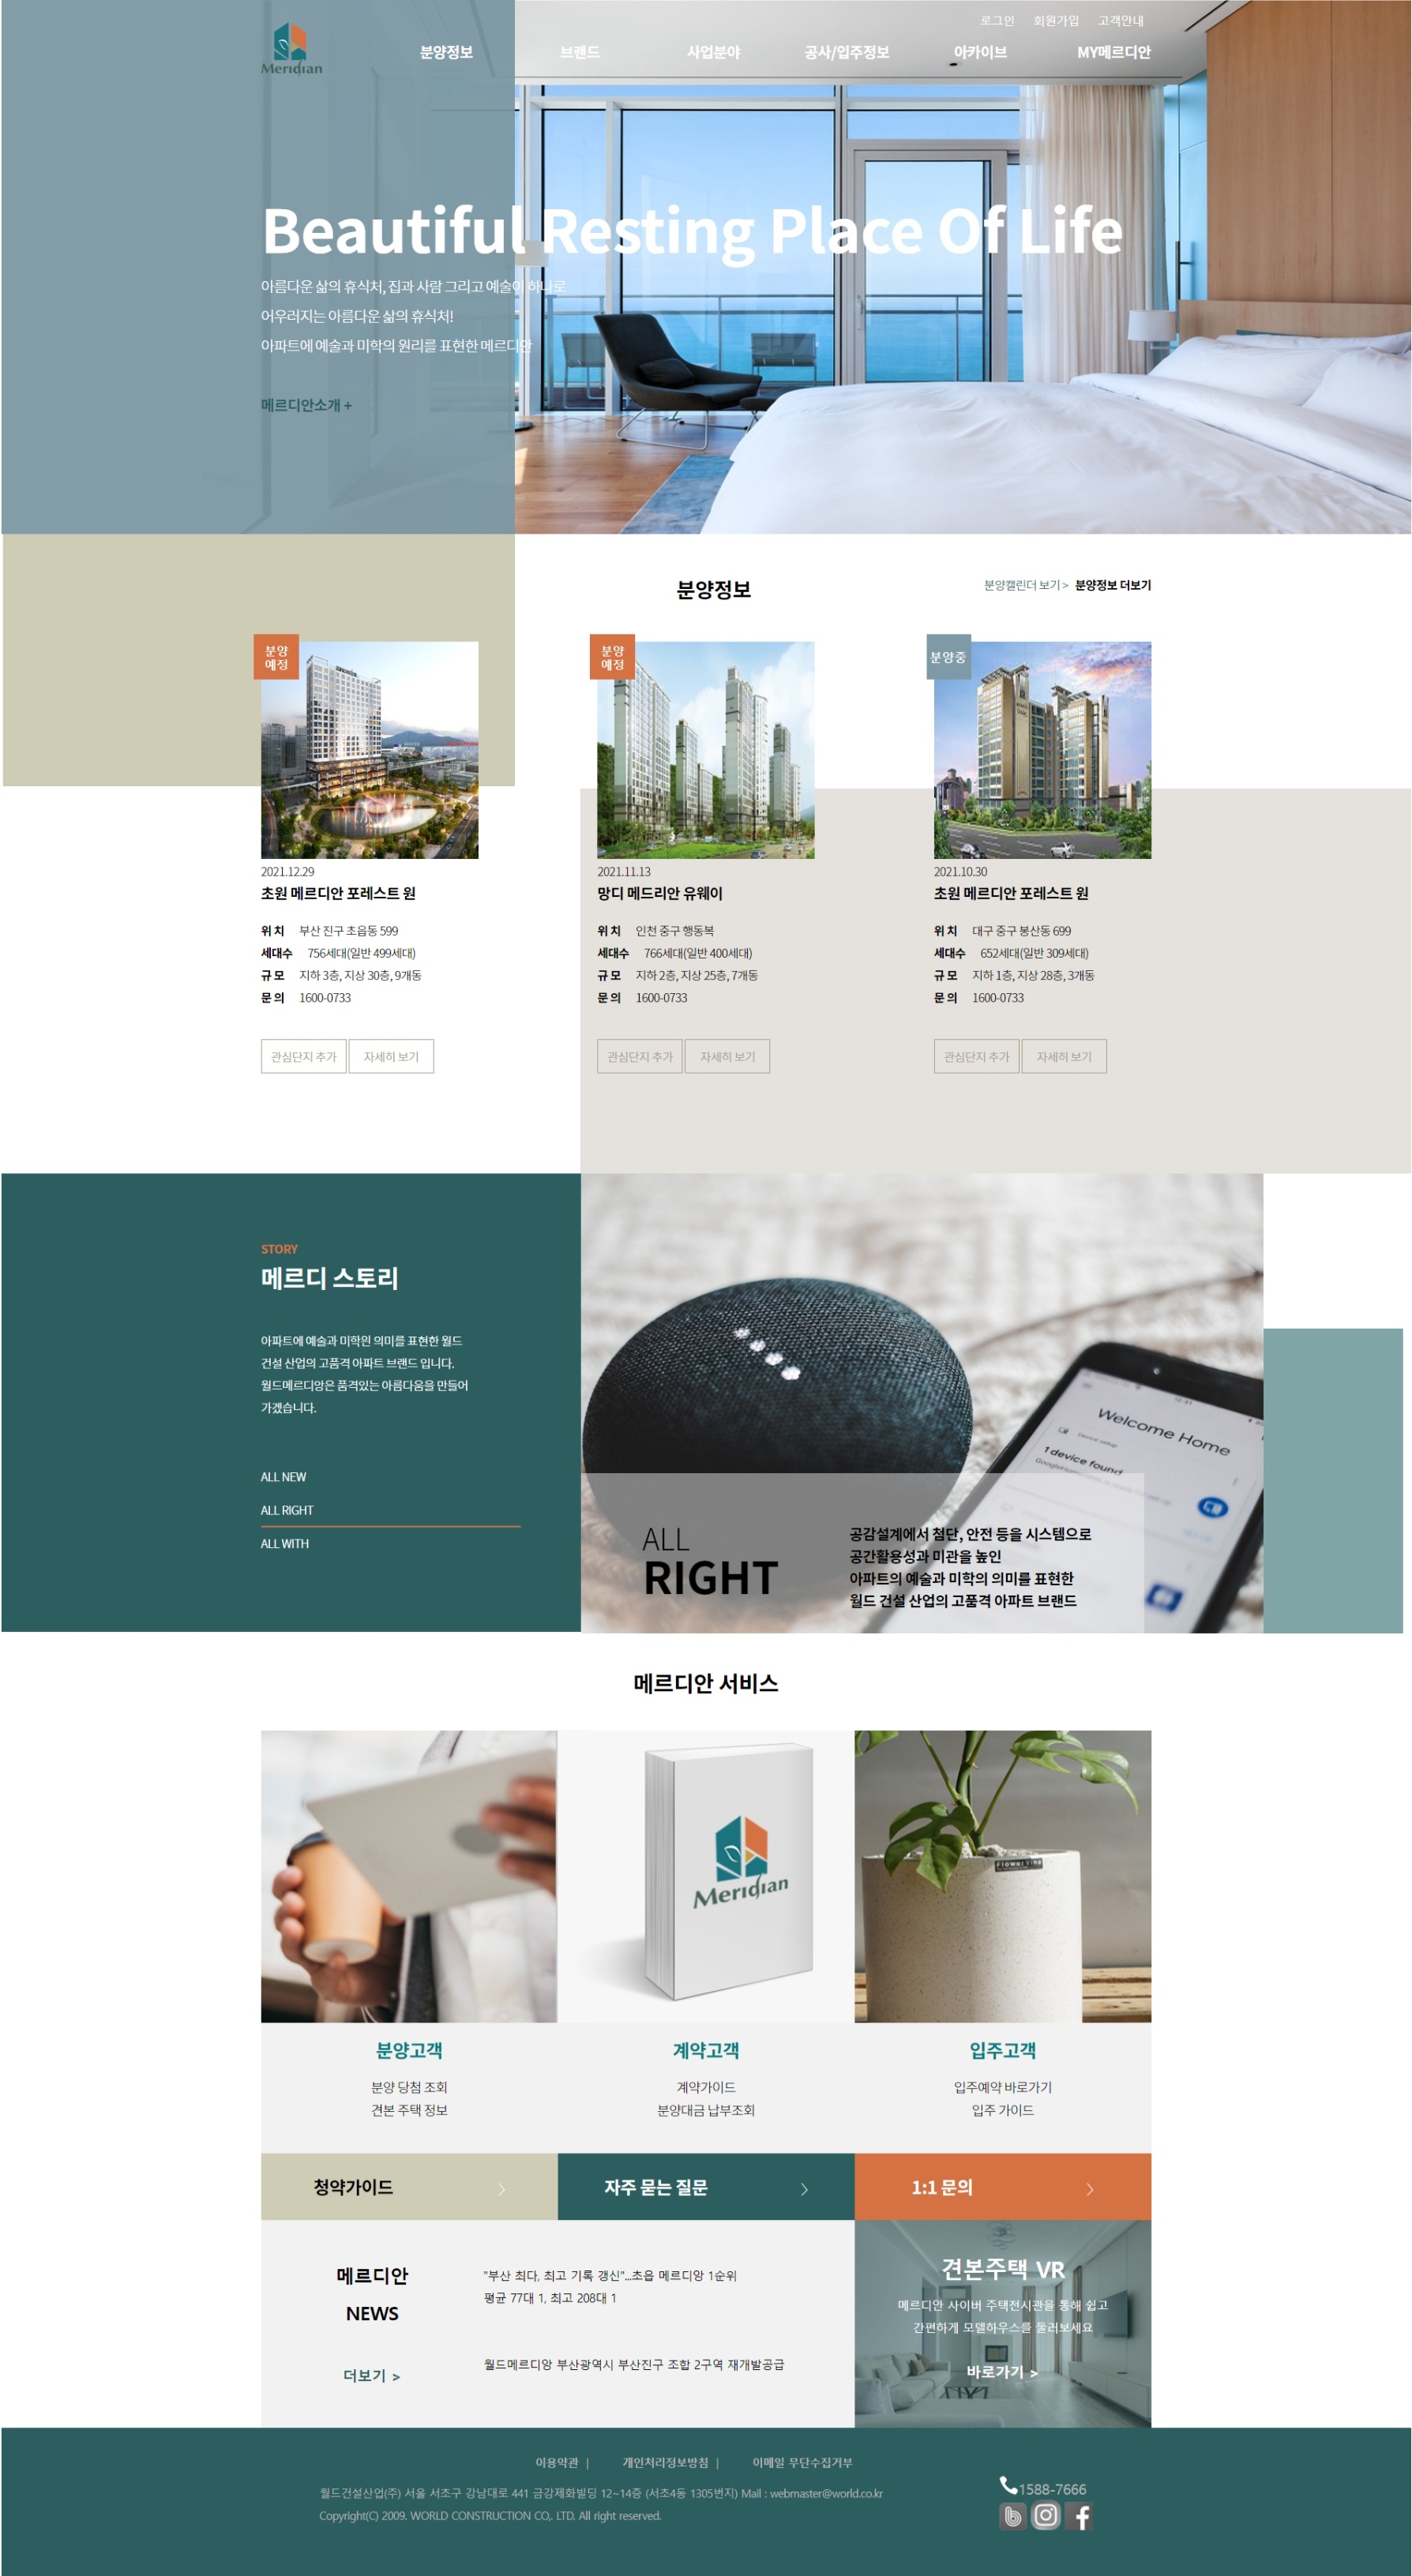 로그인 회원가입 고객안내
Meridian
분양정보 브랜드 사업분야 공사/입주정보 아카이브 MY메르디안
Beautiful Resting Place Of Life
아름다운 삶의 휴식처, 집과 사람 그리고 예술이 하나로
어우러지는 아름다운 삶의 휴식처!
아파트에 예술과 미학의 원리를 표현한 메르디안
메르디안소개 +
분양정보
분양캘린더 보기 > 분양정보 더보기
분양
예정
분양
예정
분양중
2021.12.29
초원 메르디안 포레스트 원
위 치 부산 진구 초읍동 599
세대수 756세대(일반 499세대)
규 모 지하 3층, 지상 30층, 9개동
문 의 1600-0733
관심단지 추가 자세히 보기
2021.11.13
망디 메드리안 유웨이
위 치 인천 중구 행동복
세대수 766세대(일반 400세대)
규 모 지하 2층, 지상 25층, 7개동
문 의 1600-0733
관심단지 추가 자세히 보기
2021.10.30
초원 메르디안 포레스트 원
위 치 대구 중구 봉산동 699
세대수 652세대(일반 309세대)
규 모 지하 1층, 지상 28층, 3개동
문 의 1600-0733
관심단지 추가 자세히 보기
STORY
메르디 스토리
아파트에 예술과 미학읜 의미를 표현한 월드
건설 산업의 고품격 아파트 브랜드 입니다.
월드메르디앙은 품격있는 아름다움을 만들어
가겠습니다.
ALL NEW
ALL RIGHT
ALL WITH
Welcome Home
Device setup
1 device found
ALL
RIGHT
공감설계에서 첨단, 안전 등을 시스템으로
공간활용성과 미관을 높인
아파트의 예술과 미학의 의미를 표현한
월드 건설 산업의 고품격 아파트 브랜드
메르디안 서비스
Meridian
FlowerVine
분양고객
분양 당첨 조회
견본 주택 정보
계약고객
계약가이드
분양대금 납부조회
입주고객
입주예약 바로가기
입주 가이드
청약가이드 >
자주 묻는 질문 >
1:1 문의 >
메르디안
NEWS
더보기 >
"부산 최다, 최고 기록 갱신"...초읍 메르디앙 1순위
평균 77대 1, 최고 208대 1
월드메르디앙 부산광역시 부산진구 조합 2구역 재개발공급
견본주택 VR
메르디안 사이버 주택전시관을 통해 쉽고
간편하게 모델하우스를 둘러보세요
바로가기 >
이용약관 | 개인처리정보방침 | 이메일 무단수집거부
월드건설산업(주) 서울 서초구 강남대로 441 금강제화빌딩 12~14증 (서초4동 1305번지) Mail : webmaster@world.co.kr
Copyright(C) 2009. WORLD CONSTRUCTION CO,. LTD. All right reserved.
1588-7666